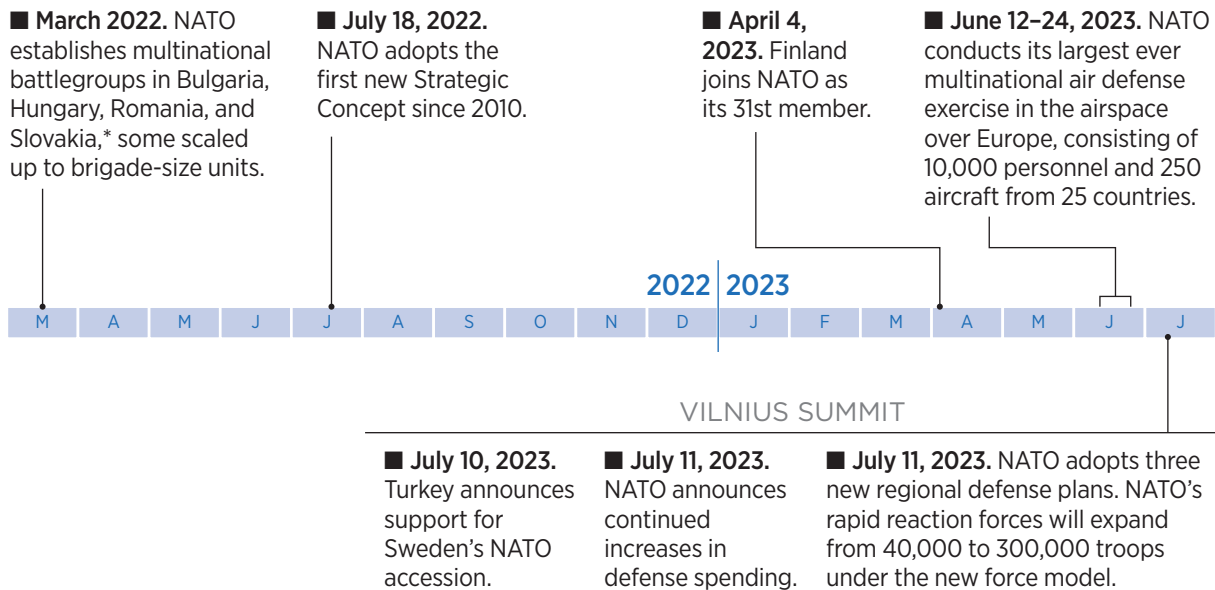 ■ March 2022. NATO
establishes multinational
battlegroups in Bulgaria,
Hungary, Romania, and
Slovakia,* some scaled
up to brigade-size units.
■ July 18, 2022.
NATO adopts the
first new Strategic
Concept since 2010.
■ April 4,
2023. Finland
joins NATO as
its 31st member.
■ June 12–24, 2023. NATO
conducts its largest ever
multinational air defense
exercise in the airspace
over Europe, consisting of
10,000 personnel and 250
aircraft from 25 countries.
2022 2023
M A M J J A S O N D J F M A M J J
VILNIUS SUMMIT
■ July 10, 2023.
Turkey announces
support for
Sweden’s NATO
accession.
■ July 11, 2023.
NATO announces
continued
increases in
defense spending.
■ July 11, 2023. NATO adopts three
new regional defense plans. NATO’s
rapid reaction forces will expand
from 40,000 to 300,000 troops
under the new force model.